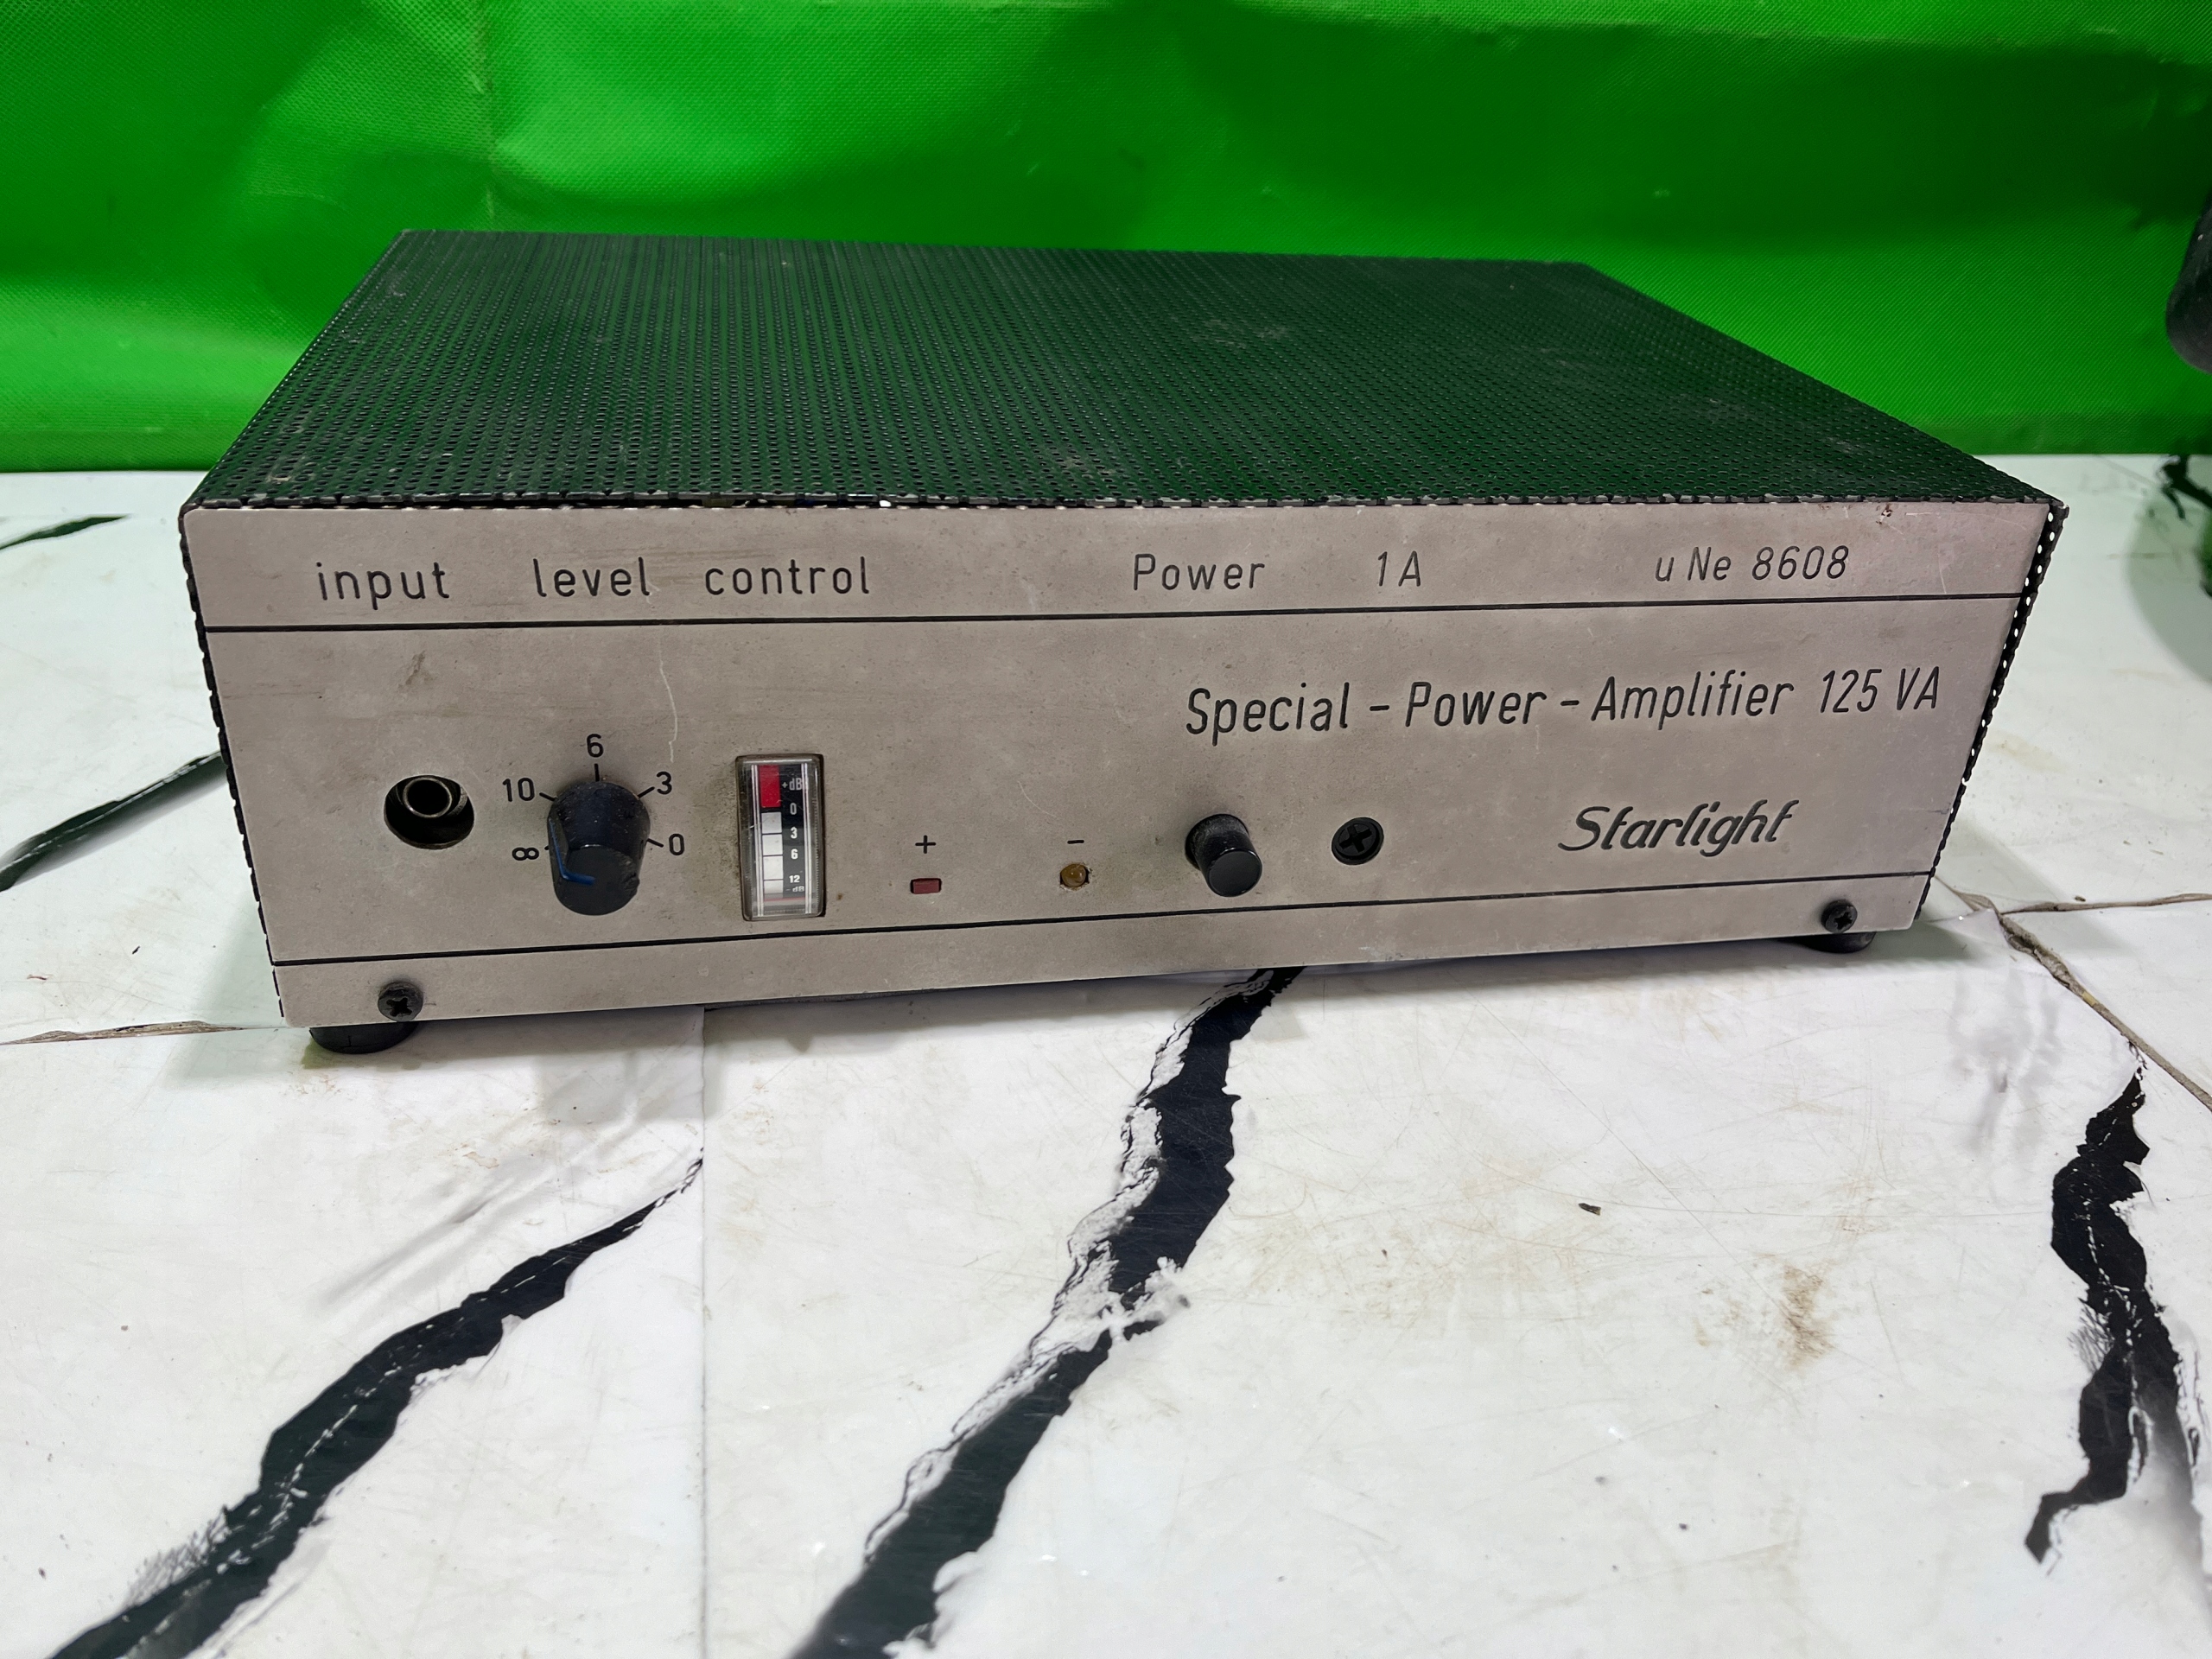 input level control Power 1A u Ne 8608
Special - Power - Amplifier 125 VA
6
10 3
∞ 0
+dB
0
3
6
12
-dB
+ -
Starlight